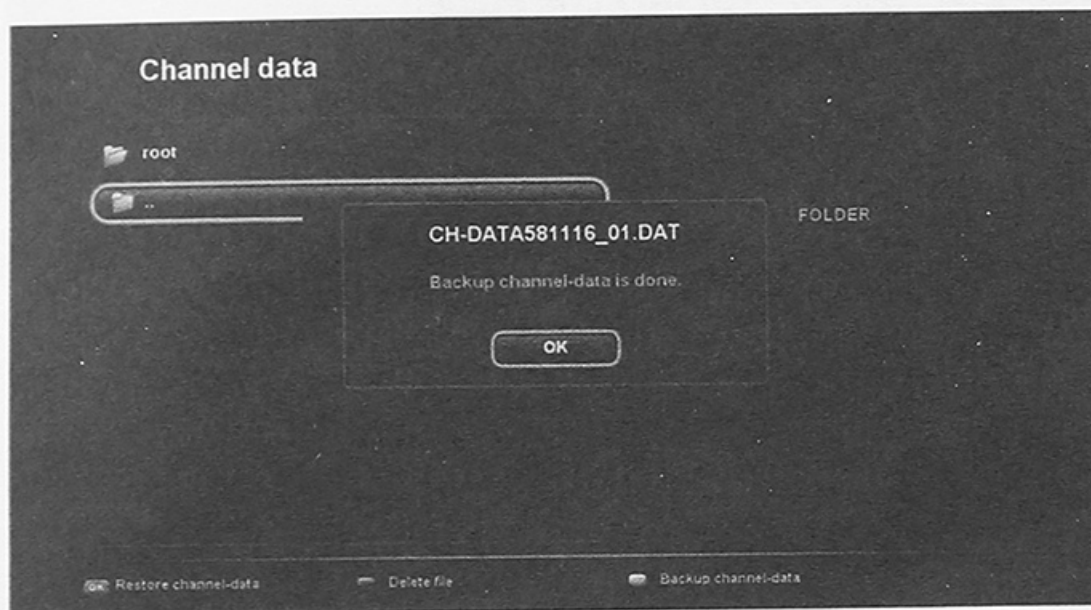 Channel data
root
..
FOLDER
CH-DATA581116_01.DAT
Backup channel-data is done.
OK
OK Restore channel-data
Delete file
Backup channel-data